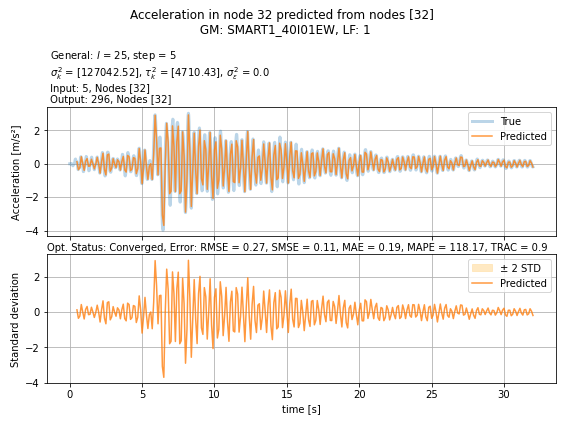 Acceleration in node 32 predicted from nodes [32]
GM: SMART1_40I01EW, LF: 1
General: l = 25, step = 5
σ²ₖ = [127042.52], τ²ₖ = [4710.43], σ²ε = 0.0
Input: 5, Nodes [32]
Output: 296, Nodes [32]
Acceleration [m/s²]
2
0
−2
−4
True
Predicted
Opt. Status: Converged, Error: RMSE = 0.27, SMSE = 0.11, MAE = 0.19, MAPE = 118.17, TRAC = 0.9
Standard deviation
2
0
−2
−4
± 2 STD
Predicted
0 5 10 15 20 25 30
time [s]